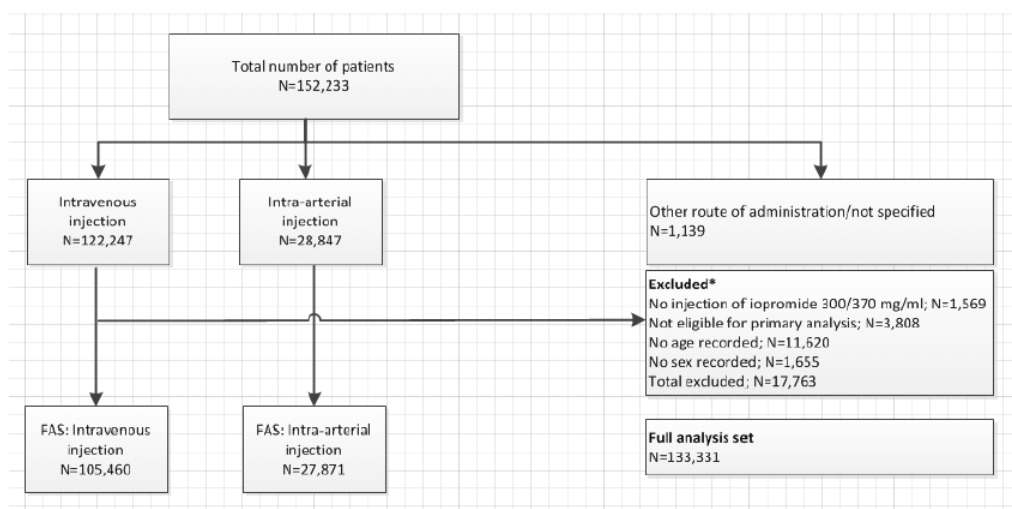 Total number of patients
N=152,233
Intravenous
injection
N=122,247
Intra-arterial
injection
N=28,847
Other route of administration/not specified
N=1,139
Excluded*
No injection of iopromide 300/370 mg/ml; N=1,569
Not eligible for primary analysis; N=3,808
No age recorded; N=11,620
No sex recorded; N=1,655
Total excluded; N=17,763
FAS: Intravenous
injection
N=105,460
FAS: Intra-arterial
injection
N=27,871
Full analysis set
N=133,331